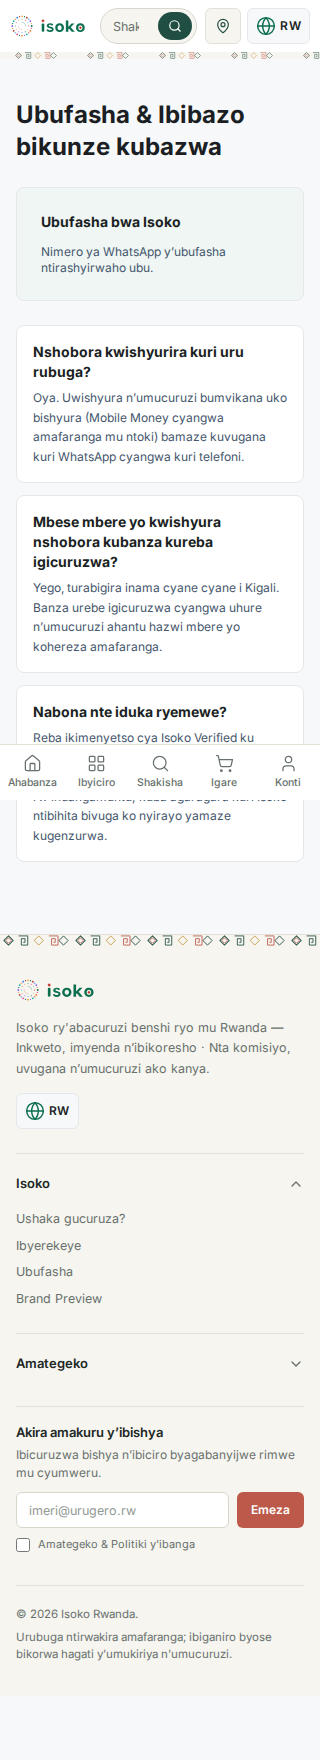 isoko
Shak
RW
Ubufasha & Ibibazo
bikunze kubazwa
Ubufasha bwa Isoko
Nimero ya WhatsApp y'ubufasha
ntirashyirwaho ubu.
Nshobora kwishyurira kuri uru
rubuga?
Oya. Uwishyura n'umucuruzi bumvikana uko
bishyura (Mobile Money cyangwa
amafaranga mu ntoki) bamaze kuvugana
kuri WhatsApp cyangwa kuri telefoni.
Mbese mbere yo kwishyura
nshobora kubanza kureba
igicuruzwa?
Yego, turabigira inama cyane cyane i Kigali.
Banza urebe igicuruzwa cyangwa uhure
n'umucuruzi ahantu hazwi mbere yo
kohereza amafaranga.
Nabona nte iduka ryemewe?
Reba ikimenyetso cya Isoko Verified ku
Ahabanza
Ibyiciro
Shakisha
Igare
Konti
ntibihita bivuga ko nyirayo yamaze
kugenzurwa.
isoko
Isoko ry'abacuruzi benshi ryo mu Rwanda —
Inkweto, imyenda n'ibikoresho · Nta komisiyo,
uvugana n'umucuruzi ako kanya.
RW
Isoko
Ushaka gucuruza?
Ibyerekeye
Ubufasha
Brand Preview
Amategeko
Akira amakuru y'ibishya
Ibicuruzwa bishya n'ibiciro byagabanyijwe rimwe
mu cyumweru.
imeri@urugero.rw
Emeza
Amategeko & Politiki y'ibanga
© 2026 Isoko Rwanda.
Urubuga ntirwakira amafaranga; ibiganiro byose
bikorwa hagati y'umukiriya n'umucuruzi.